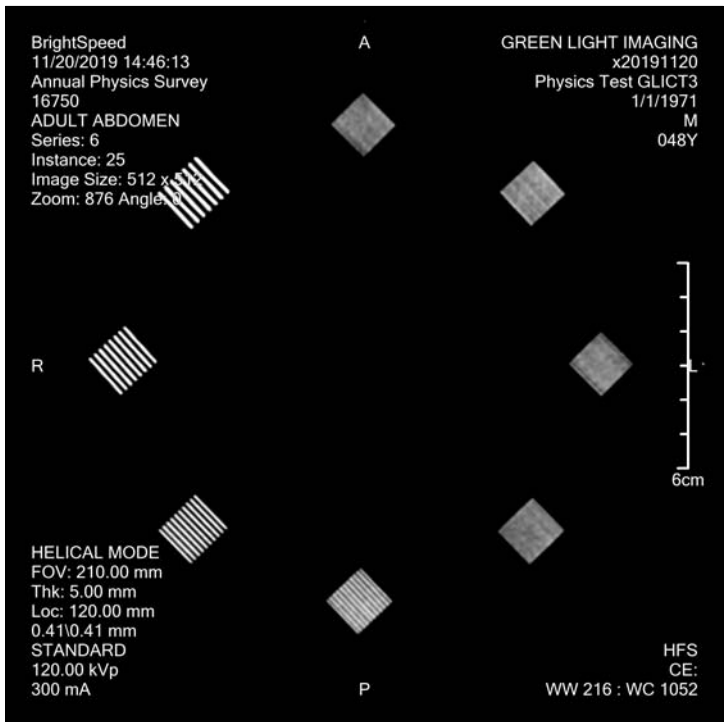 BrightSpeed
11/20/2019 14:46:13
Annual Physics Survey
16750
ADULT ABDOMEN
Series: 6
Instance: 25
Image Size: 512 x 512
Zoom: 876 Angle: 0
A
GREEN LIGHT IMAGING
x20191120
Physics Test GLICT3
1/1/1971
M
048Y
R
L
6cm
HELICAL MODE
FOV: 210.00 mm
Thk: 5.00 mm
Loc: 120.00 mm
0.41\0.41 mm
STANDARD
120.00 kVp
300 mA
P
HFS
CE:
WW 216 : WC 1052